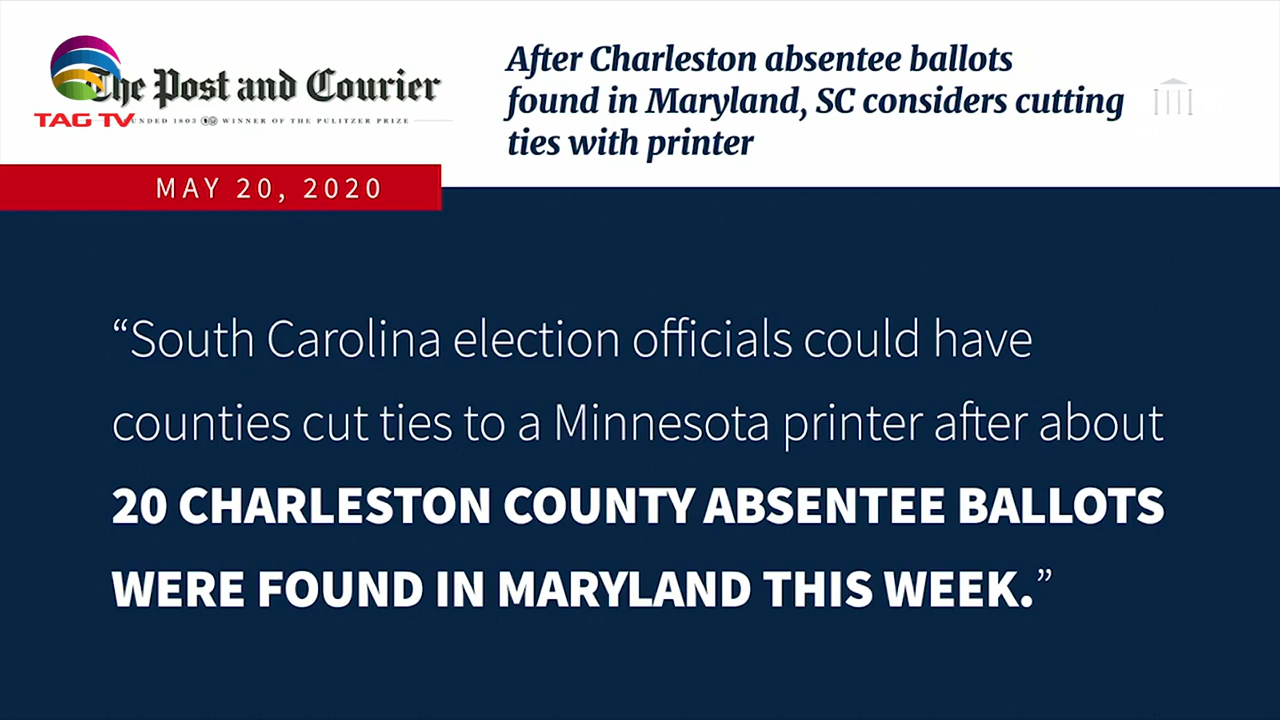 The Post and Courier
TAG TV
FOUNDED 1803 WINNER OF THE PULITZER PRIZE
After Charleston absentee ballots
found in Maryland, SC considers cutting
ties with printer
MAY 20, 2020
“South Carolina election officials could have
counties cut ties to a Minnesota printer after about
20 CHARLESTON COUNTY ABSENTEE BALLOTS
WERE FOUND IN MARYLAND THIS WEEK.”